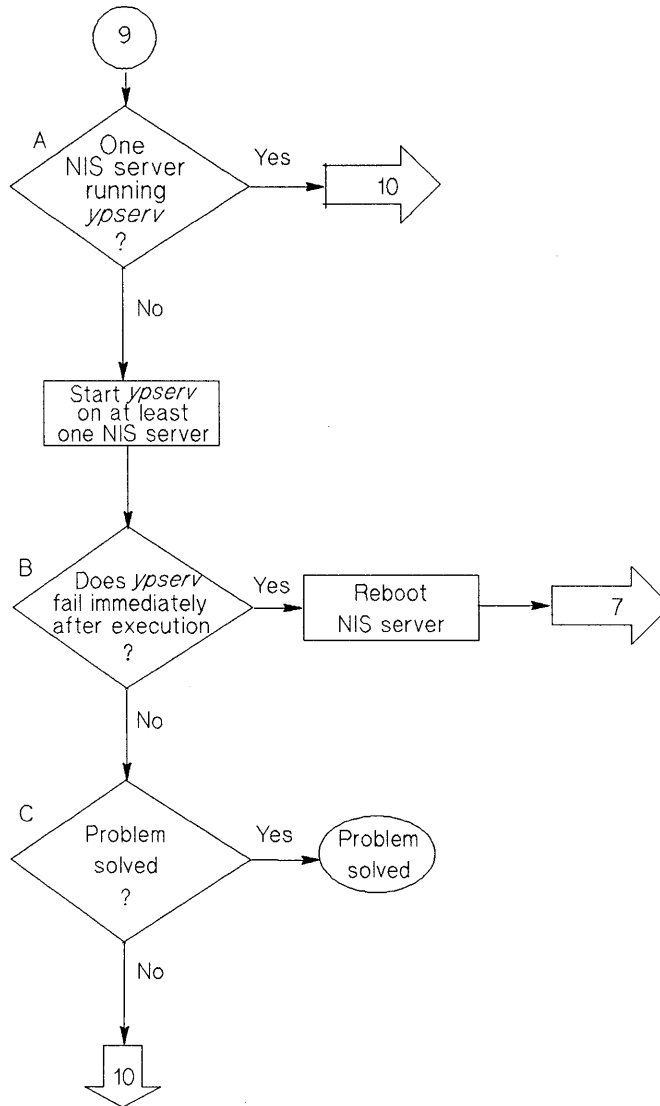 9
A
One
NIS server
running
ypserv
?
Yes
10
No
Start ypserv
on at least
one NIS server
B
Does ypserv
fail immediately
after execution
?
Yes
Reboot
NIS server
7
No
C
Problem
solved
?
Yes
Problem
solved
No
10